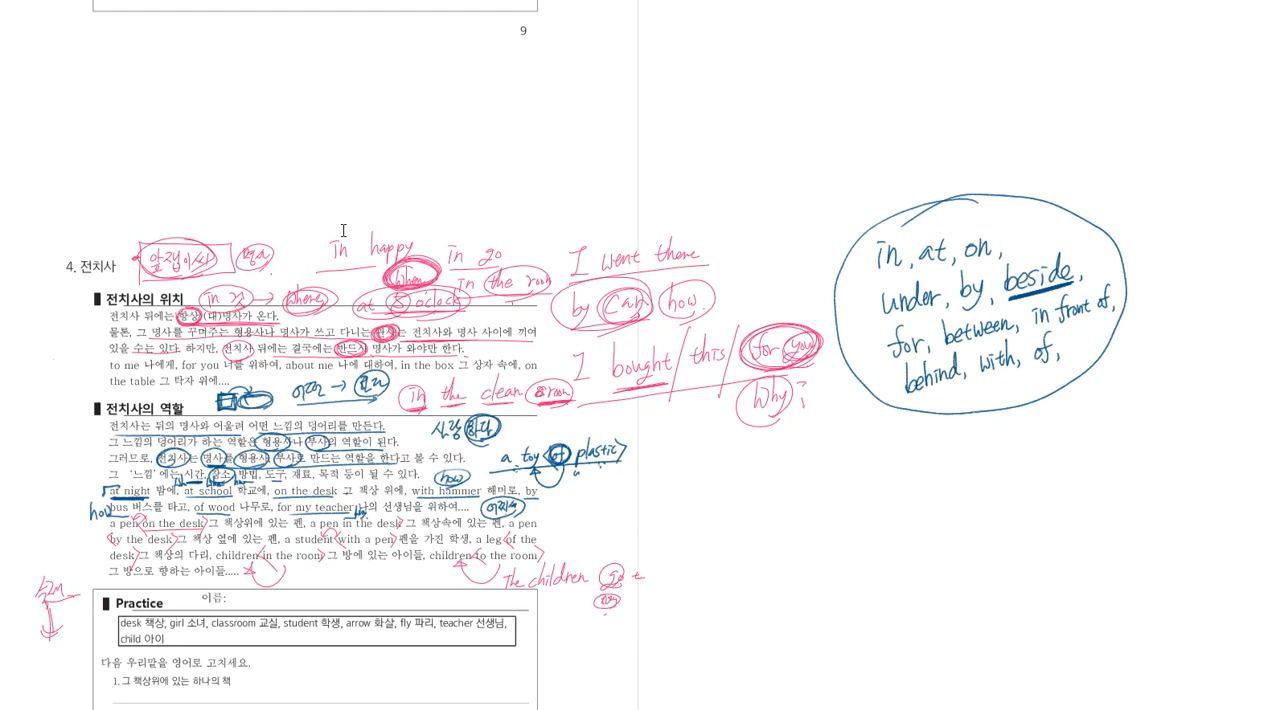 9
in happy
in go
I went there
in, at, on,
under, by, beside,
for, between, in front of,
behind, with, of,
4. 전치사
앞잽이싸
명사
When
in the room
by car how.
▌전치사의 위치
where
at 8 o'clock
전치사 뒤에는 항상 (대)명사가 온다.
물론, 그 명사를 꾸며주는 형용사나 명사가 쓰고 다니는 관사는 전치사와 명사 사이에 끼여
있을 수는 있다. 하지만, 전치사 뒤에는 결국에는 반드시 명사가 와야만 한다.
to me 나에게, for you 너를 위하여, about me 나에 대하여, in the box 그 상자 속에, on
the table 그 탁자 위에....
I bought / this / for you
Why?
in the clean room
▌전치사의 역할
전치사는 뒤의 명사와 어울려 어떤 느낌의 덩어리를 만든다.
사랑하다
그 느낌의 덩어리가 하는 역할은 형용사나 부사의 역할이 된다.
그러므로, 전치사는 명사를 형용사, 부사로 만드는 역할을 한다고 볼 수 있다.
a toy of plastic
그 '느낌' 에는 시간, 장소, 방법, 도구, 재료, 목적 등이 될 수 있다.
how
at night 밤에, at school 학교에, on the desk 그 책상 위에, with hammer 해머로, by
how
bus 버스를 타고, of wood 나무로, for my teacher 나의 선생님을 위하여....
a pen on the desk 그 책상위에 있는 펜, a pen in the desk 그 책상속에 있는 펜, a pen
by the desk 그 책상 옆에 있는 펜, a student with a pen 펜을 가진 학생, a leg of the
desk 그 책상의 다리, children in the room 그 방에 있는 아이들, children to the room
그 방으로 향하는 아이들.....
The children go
▌Practice
이름:
desk 책상, girl 소녀, classroom 교실, student 학생, arrow 화살, fly 파리, teacher 선생님,
child 아이
다음 우리말을 영어로 고치세요.
1. 그 책상위에 있는 하나의 책